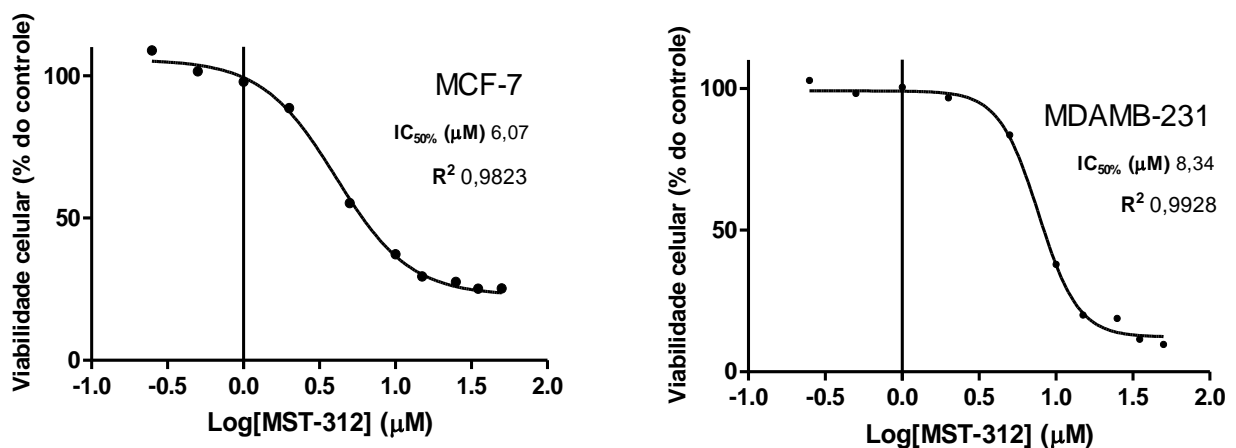 Viabilidade celular (% do controle)
100
50
0
-1.0 -0.5 0.0 0.5 1.0 1.5 2.0
Log[MST-312] (μM)
MCF-7
IC50% (μM) 6,07
R2 0,9823
Viabilidade celular (% do controle)
100
50
0
-1.0 -0.5 0.0 0.5 1.0 1.5 2.0
Log[MST-312] (μM)
MDAMB-231
IC50% (μM) 8,34
R2 0,9928